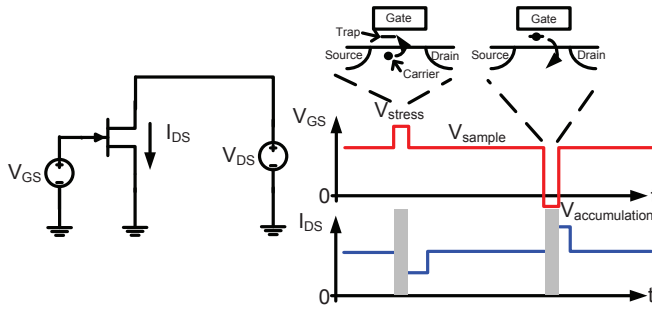 Gate
Trap
Source
Drain
Carrier
Gate
Source
Drain
V_GS
I_DS
V_DS
V_GS
V_stress
V_sample
0
t
V_accumulation
I_DS
0
t